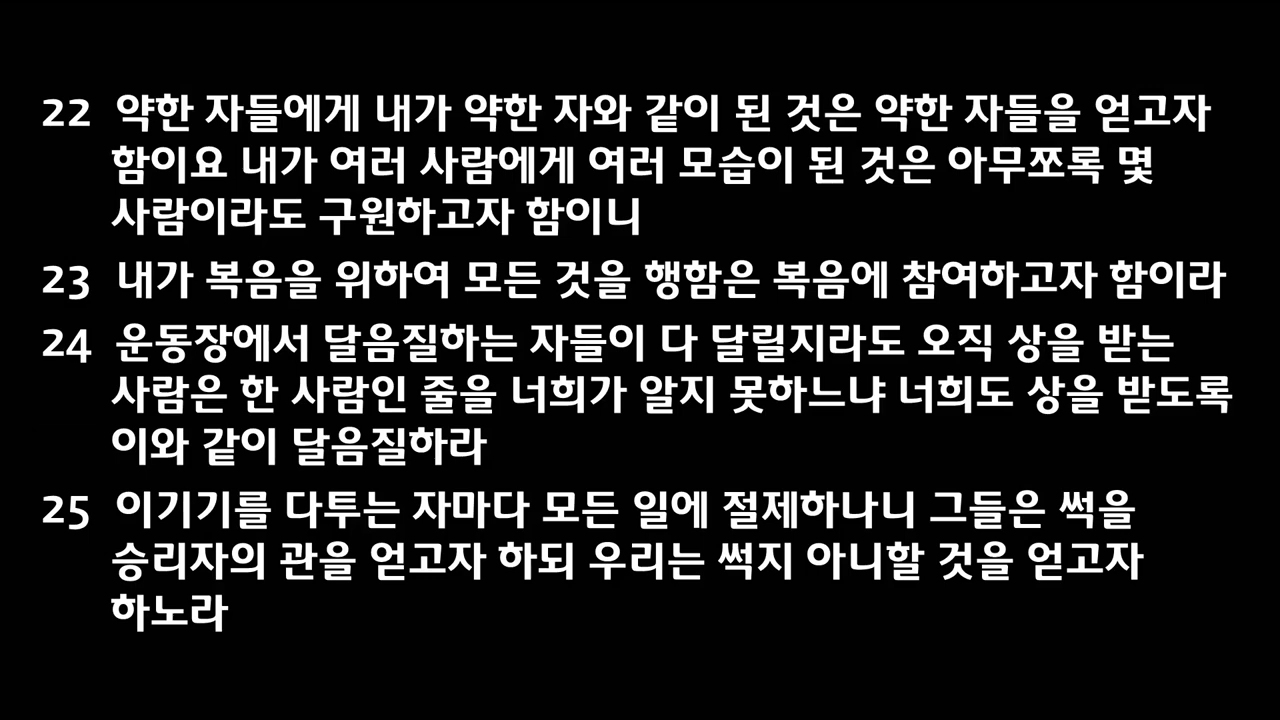 22 약한 자들에게 내가 약한 자와 같이 된 것은 약한 자들을 얻고자
함이요 내가 여러 사람에게 여러 모습이 된 것은 아무쪼록 몇
사람이라도 구원하고자 함이니
23 내가 복음을 위하여 모든 것을 행함은 복음에 참여하고자 함이라
24 운동장에서 달음질하는 자들이 다 달릴지라도 오직 상을 받는
사람은 한 사람인 줄을 너희가 알지 못하느냐 너희도 상을 받도록
이와 같이 달음질하라
25 이기기를 다투는 자마다 모든 일에 절제하나니 그들은 썩을
승리자의 관을 얻고자 하되 우리는 썩지 아니할 것을 얻고자
하노라